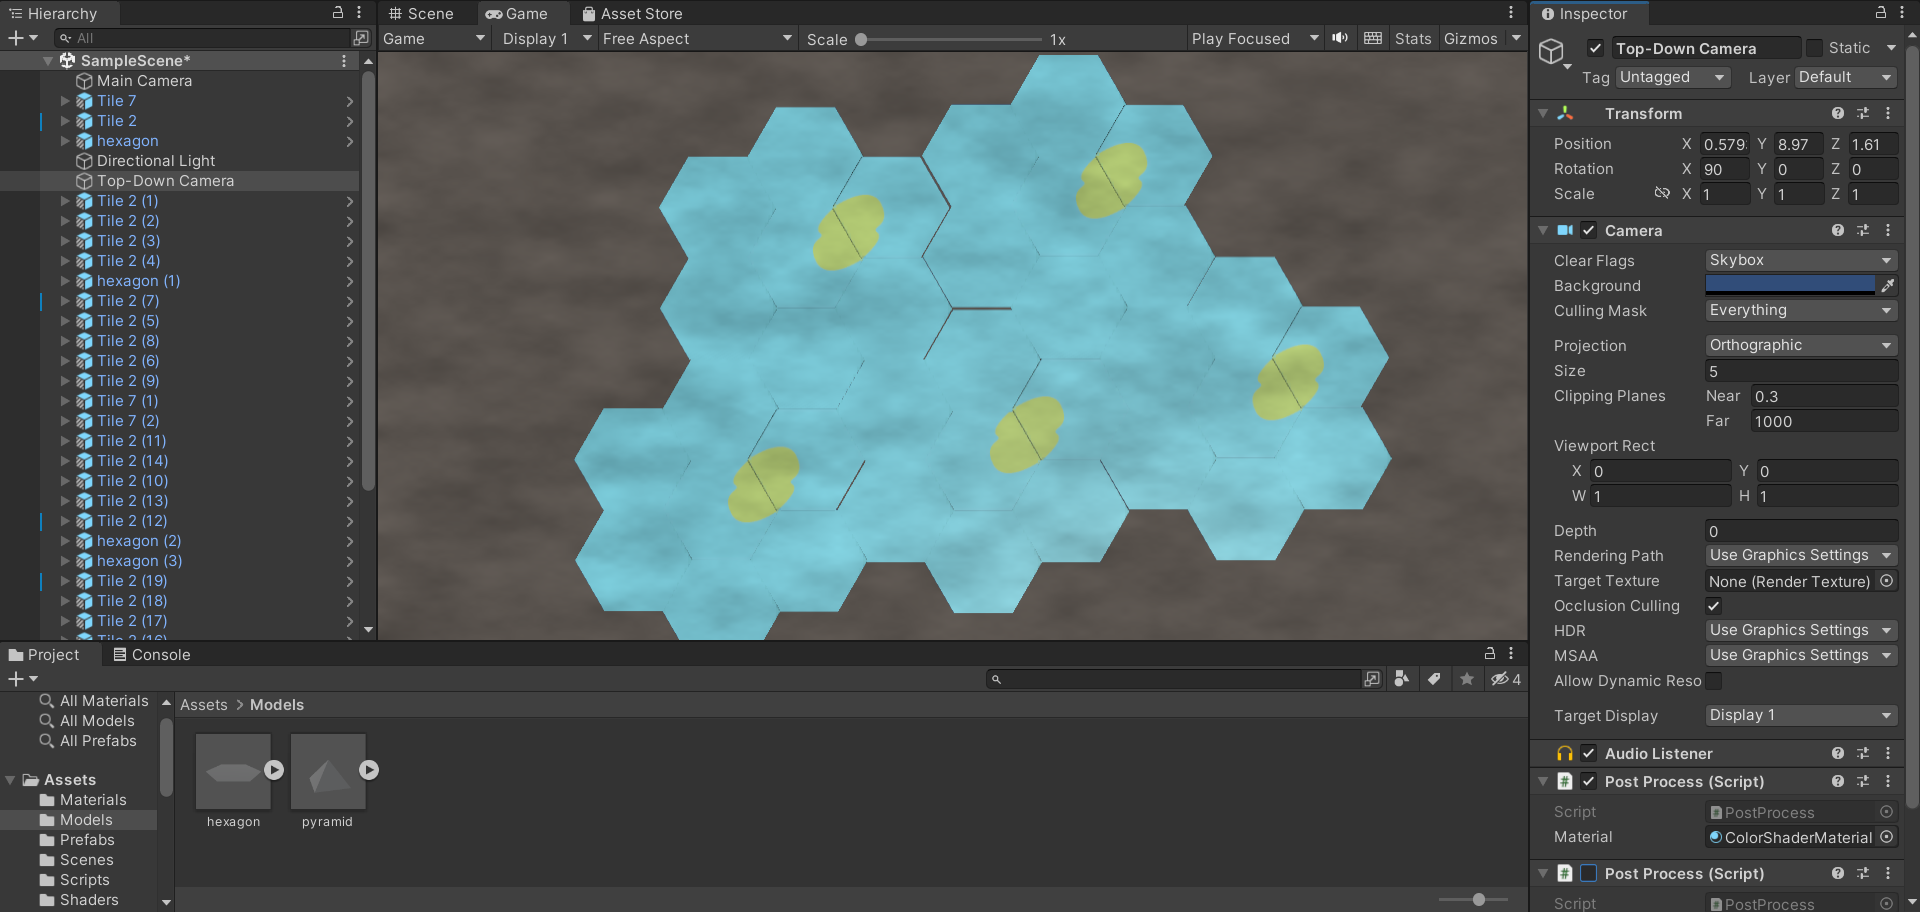 Hierarchy
All
SampleScene*
Main Camera
Tile 7
Tile 2
hexagon
Directional Light
Top-Down Camera
Tile 2 (1)
Tile 2 (2)
Tile 2 (3)
Tile 2 (4)
hexagon (1)
Tile 2 (7)
Tile 2 (5)
Tile 2 (8)
Tile 2 (6)
Tile 2 (9)
Tile 7 (1)
Tile 7 (2)
Tile 2 (11)
Tile 2 (14)
Tile 2 (10)
Tile 2 (13)
Tile 2 (12)
hexagon (2)
hexagon (3)
Tile 2 (19)
Tile 2 (18)
Tile 2 (17)
Tile 2 (16)
Scene Game Asset Store
Game Display 1 Free Aspect Scale 1x Play Focused Stats Gizmos
Project Console
4
All Materials
All Models
All Prefabs
Assets
Materials
Models
Prefabs
Scenes
Scripts
Shaders
Assets > Models
hexagon pyramid
Inspector
Top-Down Camera Static
Tag Untagged Layer Default
Transform
Position X 0.579 Y 8.97 Z 1.61
Rotation X 90 Y 0 Z 0
Scale X 1 Y 1 Z 1
Camera
Clear Flags Skybox
Background
Culling Mask Everything
Projection Orthographic
Size 5
Clipping Planes Near 0.3
Far 1000
Viewport Rect
X 0 Y 0
W 1 H 1
Depth 0
Rendering Path Use Graphics Settings
Target Texture None (Render Texture)
Occlusion Culling
HDR Use Graphics Settings
MSAA Use Graphics Settings
Allow Dynamic Reso
Target Display Display 1
Audio Listener
# Post Process (Script)
Script # PostProcess
Material ColorShaderMaterial
# Post Process (Script)
Script # PostProcess